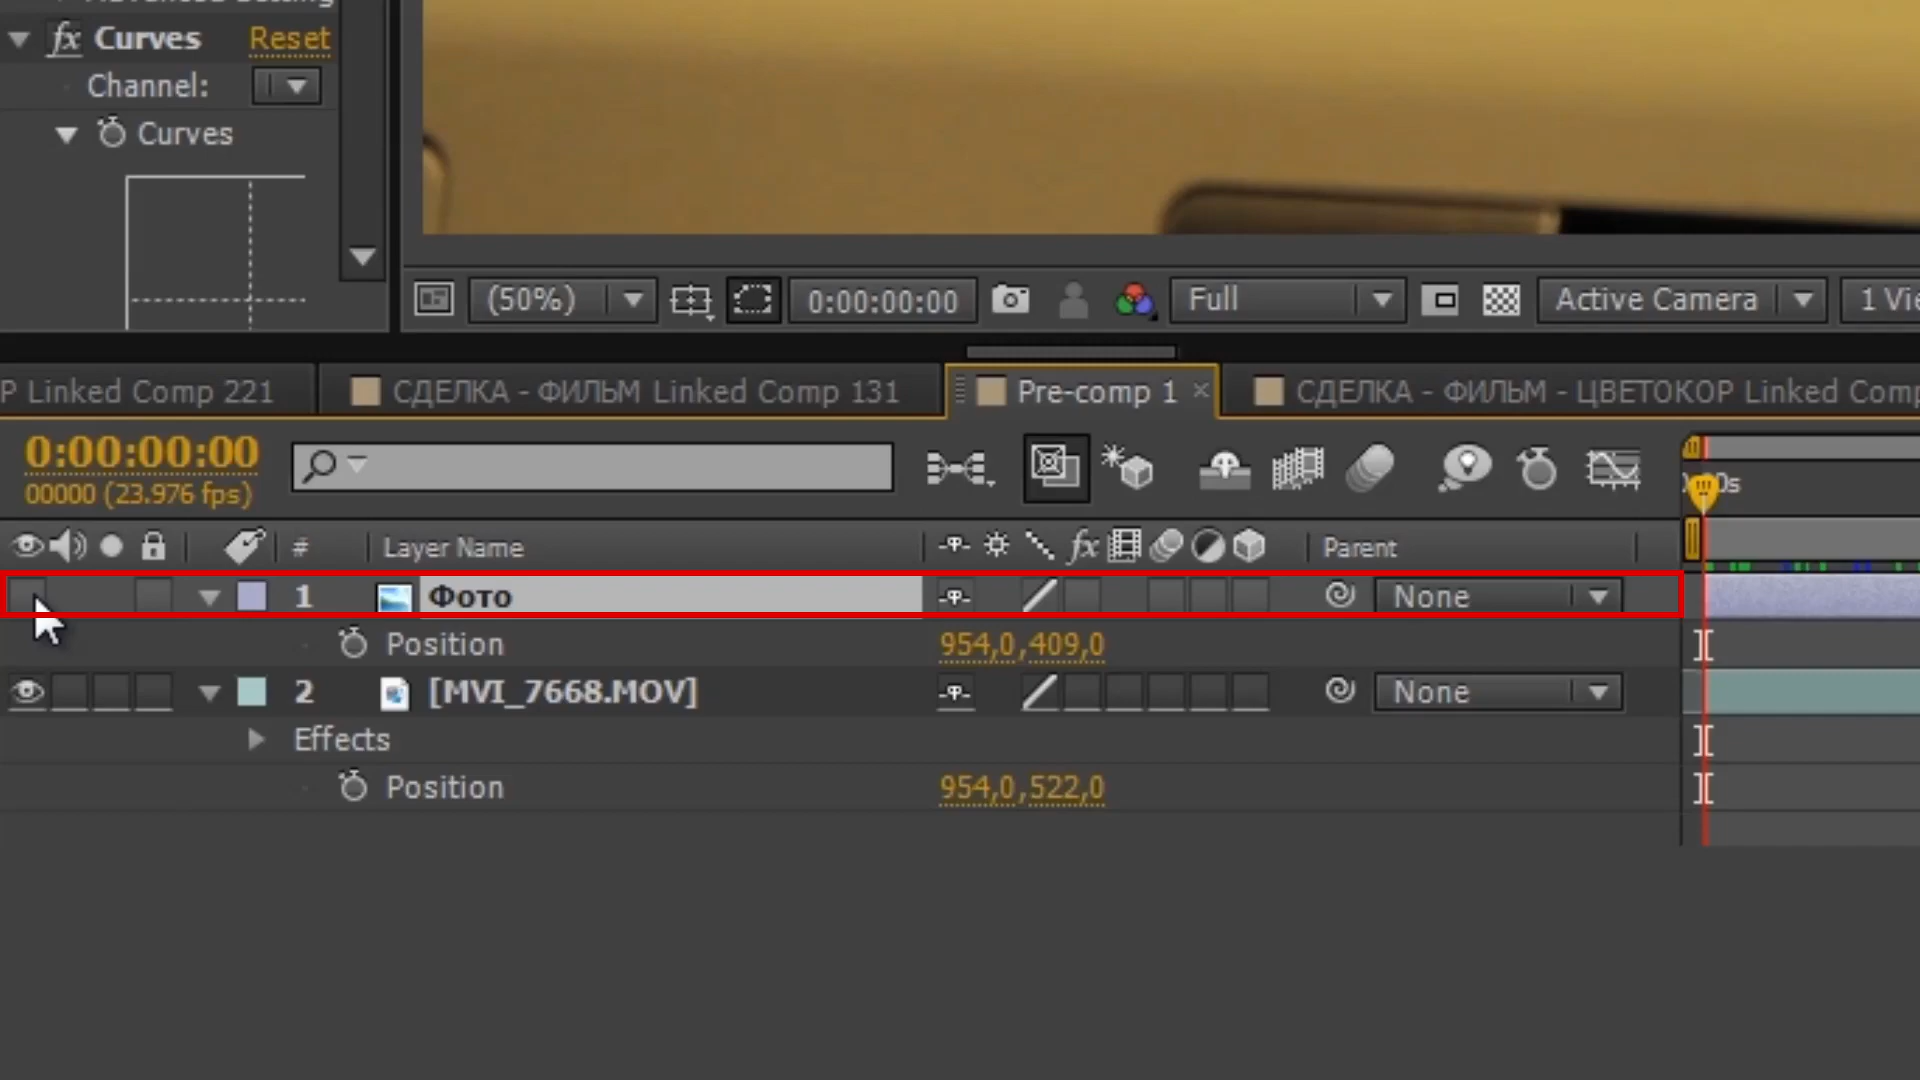 fx Curves Reset
Channel:
Curves
(50%) 0:00:00:00 Full Active Camera 1
P Linked Comp 221 СДЕЛКА - ФИЛЬМ Linked Comp 131 Pre-comp 1 × СДЕЛКА - ФИЛЬМ - ЦВЕТОКОР Linked Comp
0:00:00:00
00000 (23.976 fps)
# Layer Name fx Parent
1 Фото None
Position 954,0,409,0
2 [MVI_7668.MOV] None
Effects
Position 954,0,522,0